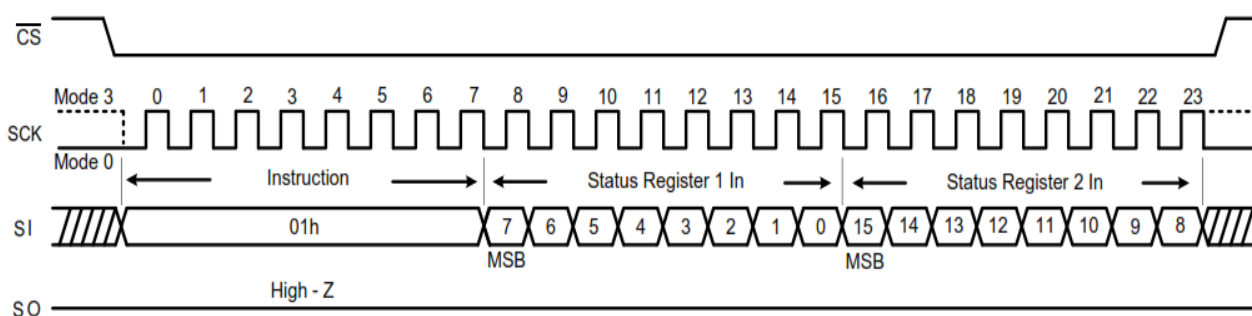 CS
Mode 3 0 1 2 3 4 5 6 7 8 9 10 11 12 13 14 15 16 17 18 19 20 21 22 23
SCK
Mode 0
Instruction Status Register 1 In Status Register 2 In
SI 01h 7 6 5 4 3 2 1 0 15 14 13 12 11 10 9 8
MSB MSB
High - Z
SO